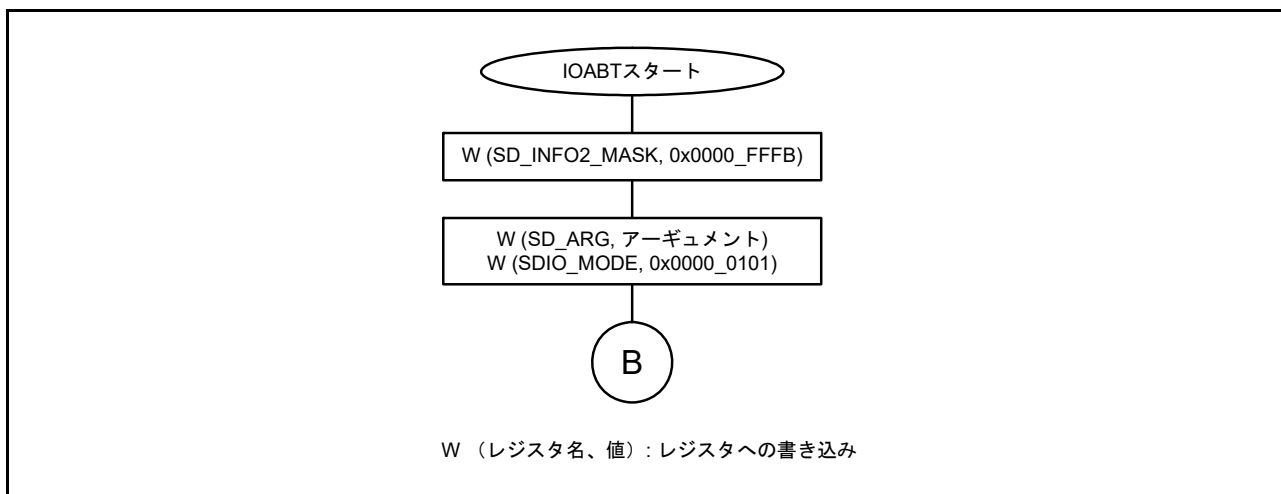 IOABTスタート
W (SD_INFO2_MASK, 0x0000_FFFB)
W (SD_ARG, アーギュメント)
W (SDIO_MODE, 0x0000_0101)
B
W （レジスタ名、値）: レジスタへの書き込み